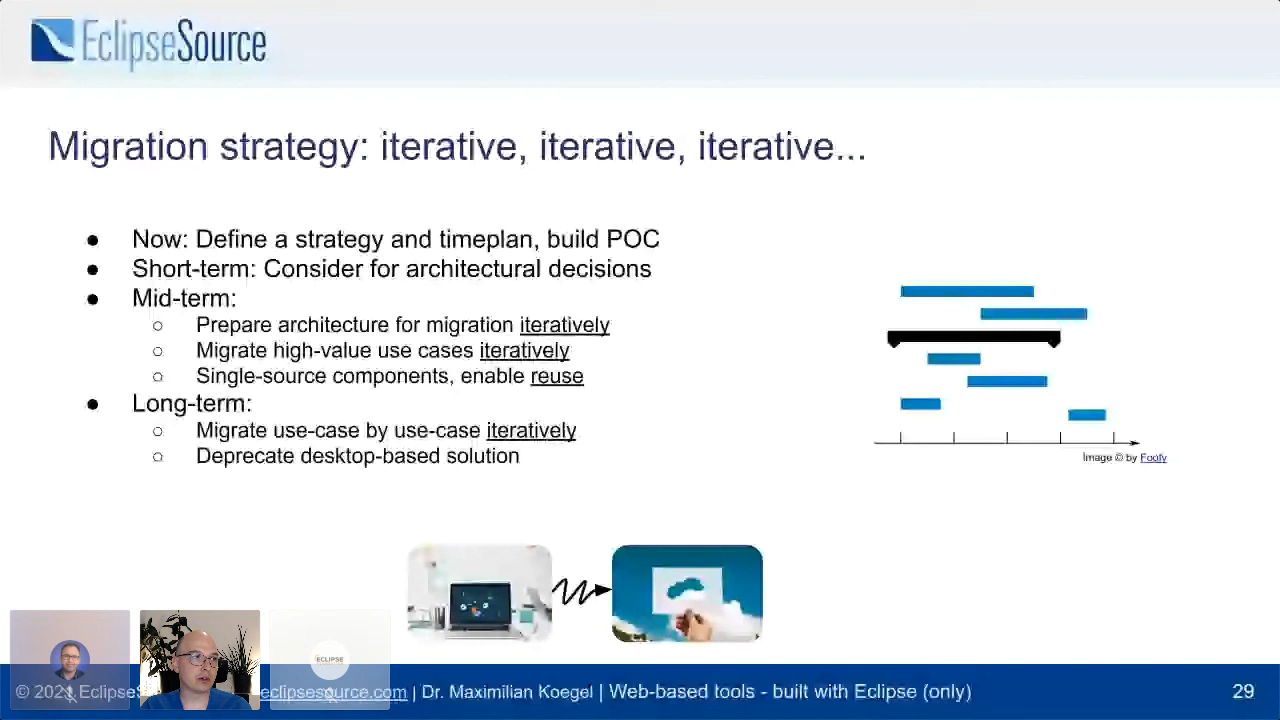 EclipseSource
Migration strategy: iterative, iterative, iterative...
● Now: Define a strategy and timeplan, build POC
● Short-term: Consider for architectural decisions
● Mid-term:
○ Prepare architecture for migration iteratively
○ Migrate high-value use cases iteratively
○ Single-source components, enable reuse
● Long-term:
○ Migrate use-case by use-case iteratively
○ Deprecate desktop-based solution
Image © by Foofy
ECLIPSE
© 202 EclipseS eclipsesource.com | Dr. Maximilian Koegel | Web-based tools - built with Eclipse (only) 29